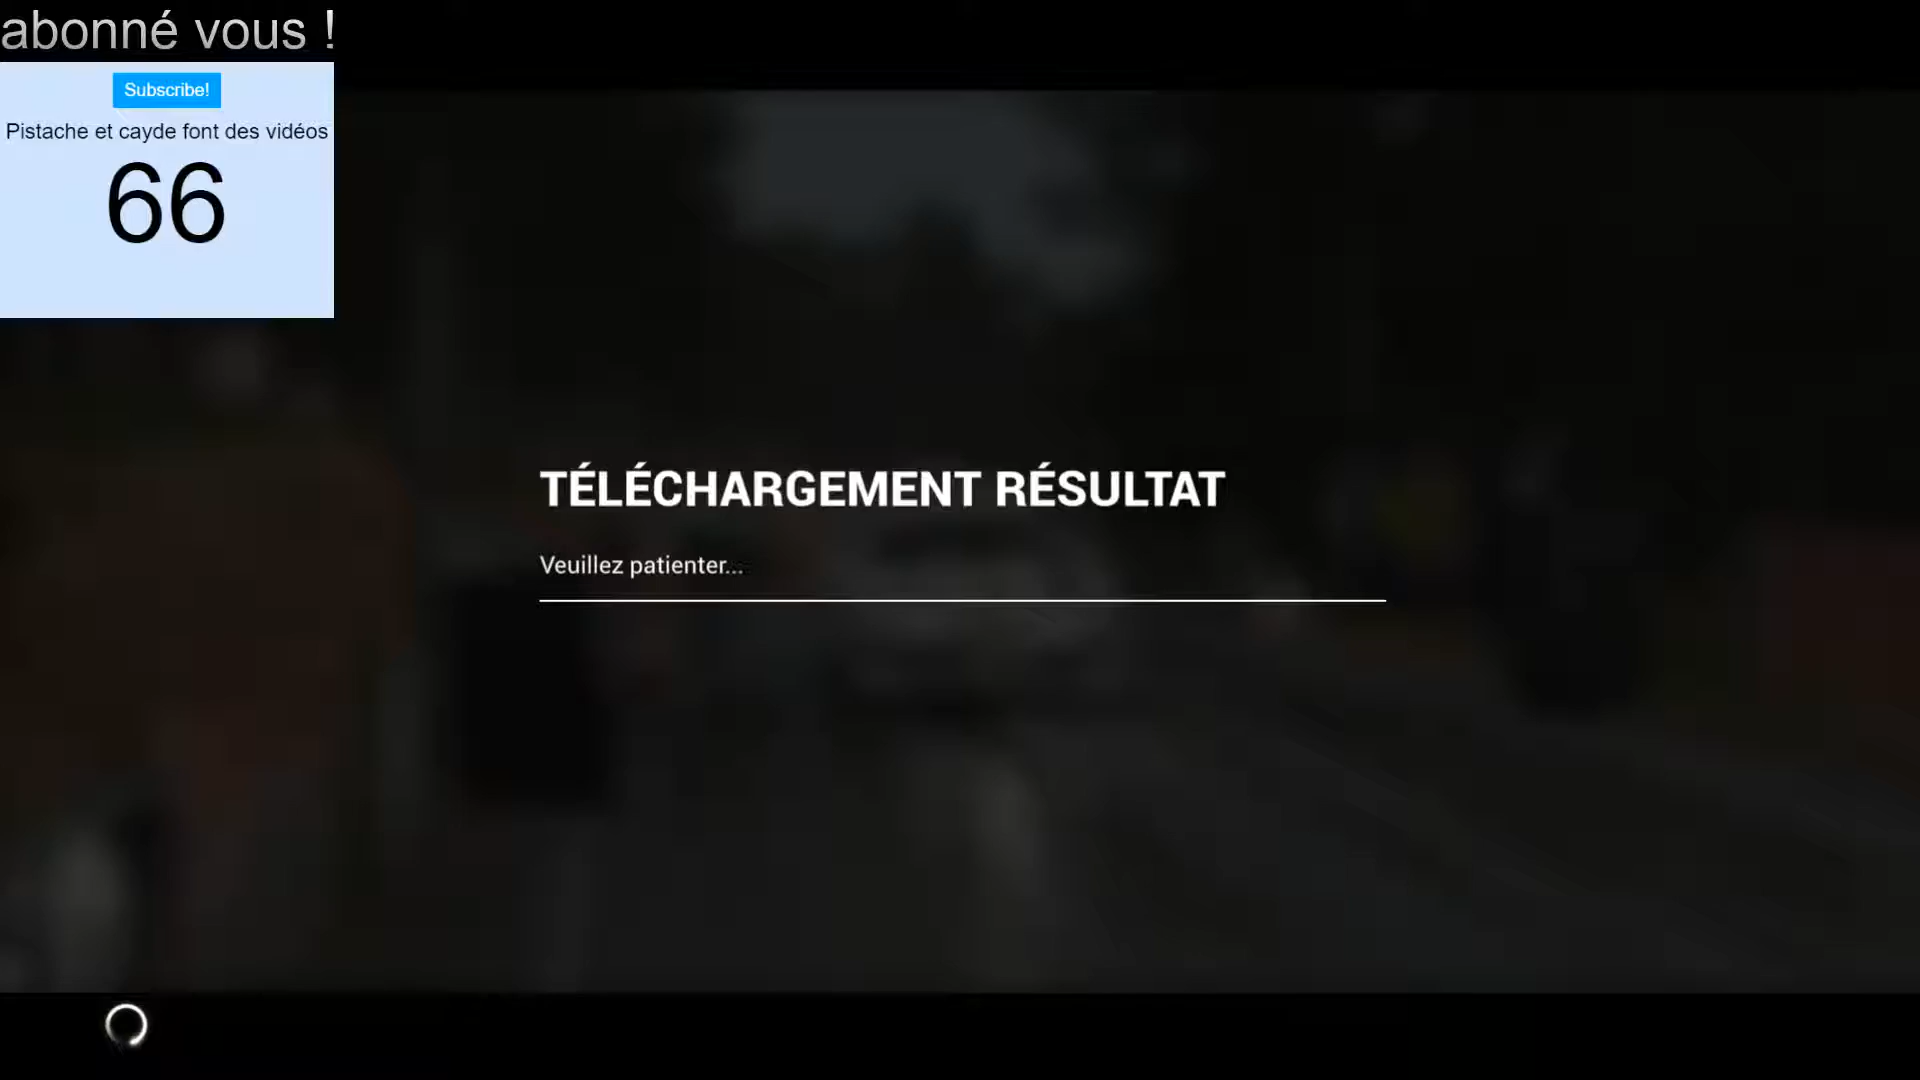 abonné vous !
Subscribe!
Pistache et cayde font des vidéos
66
TÉLÉCHARGEMENT RÉSULTAT
Veuillez patienter...